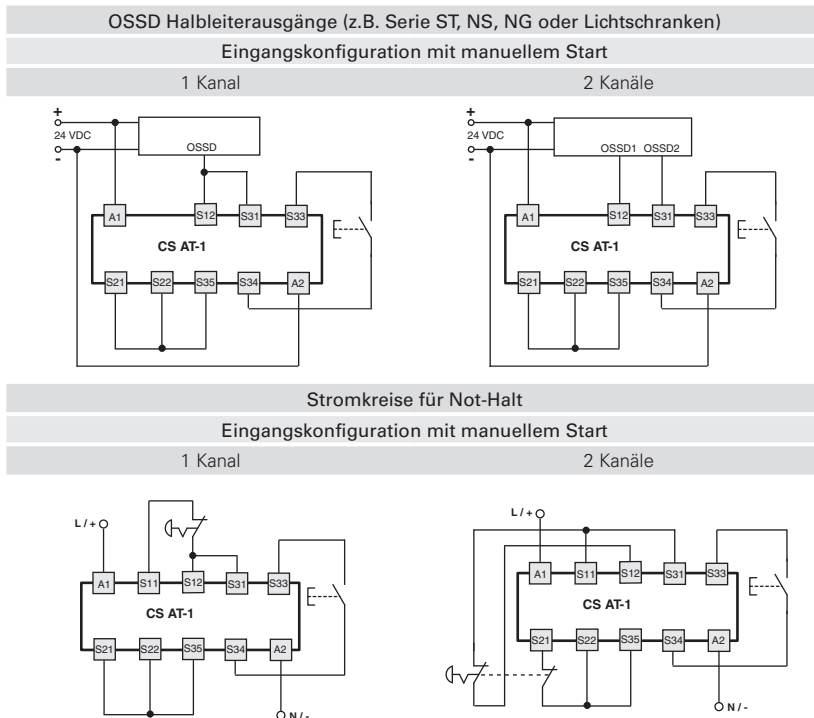 OSSD Halbleiterausgänge (z.B. Serie ST, NS, NG oder Lichtschranken)
Eingangskonfiguration mit manuellem Start
1 Kanal 2 Kanäle
+ +
24 VDC 24 VDC
- -
OSSD OSSD1 OSSD2
A1 S12 S31 S33 A1 S12 S31 S33
CS AT-1 CS AT-1
S21 S22 S35 S34 A2 S21 S22 S35 S34 A2
Stromkreise für Not-Halt
Eingangskonfiguration mit manuellem Start
1 Kanal 2 Kanäle
L / + L / +
A1 S11 S12 S31 S33 A1 S11 S12 S31 S33
CS AT-1 CS AT-1
S21 S22 S35 S34 A2 S21 S22 S35 S34 A2
N / - N / -